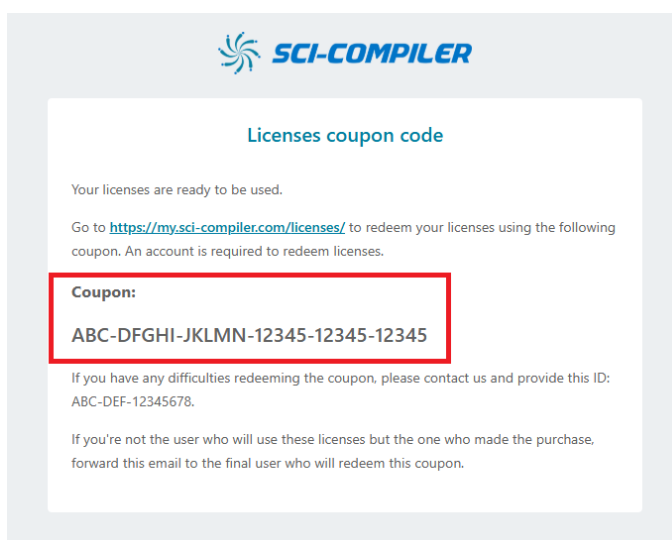 SCI-COMPILER
Licenses coupon code
Your licenses are ready to be used.
Go to https://my.sci-compiler.com/licenses/ to redeem your licenses using the following
coupon. An account is required to redeem licenses.
Coupon:
ABC-DFGHI-JKLMN-12345-12345-12345
If you have any difficulties redeeming the coupon, please contact us and provide this ID:
ABC-DEF-12345678.
If you're not the user who will use these licenses but the one who made the purchase,
forward this email to the final user who will redeem this coupon.